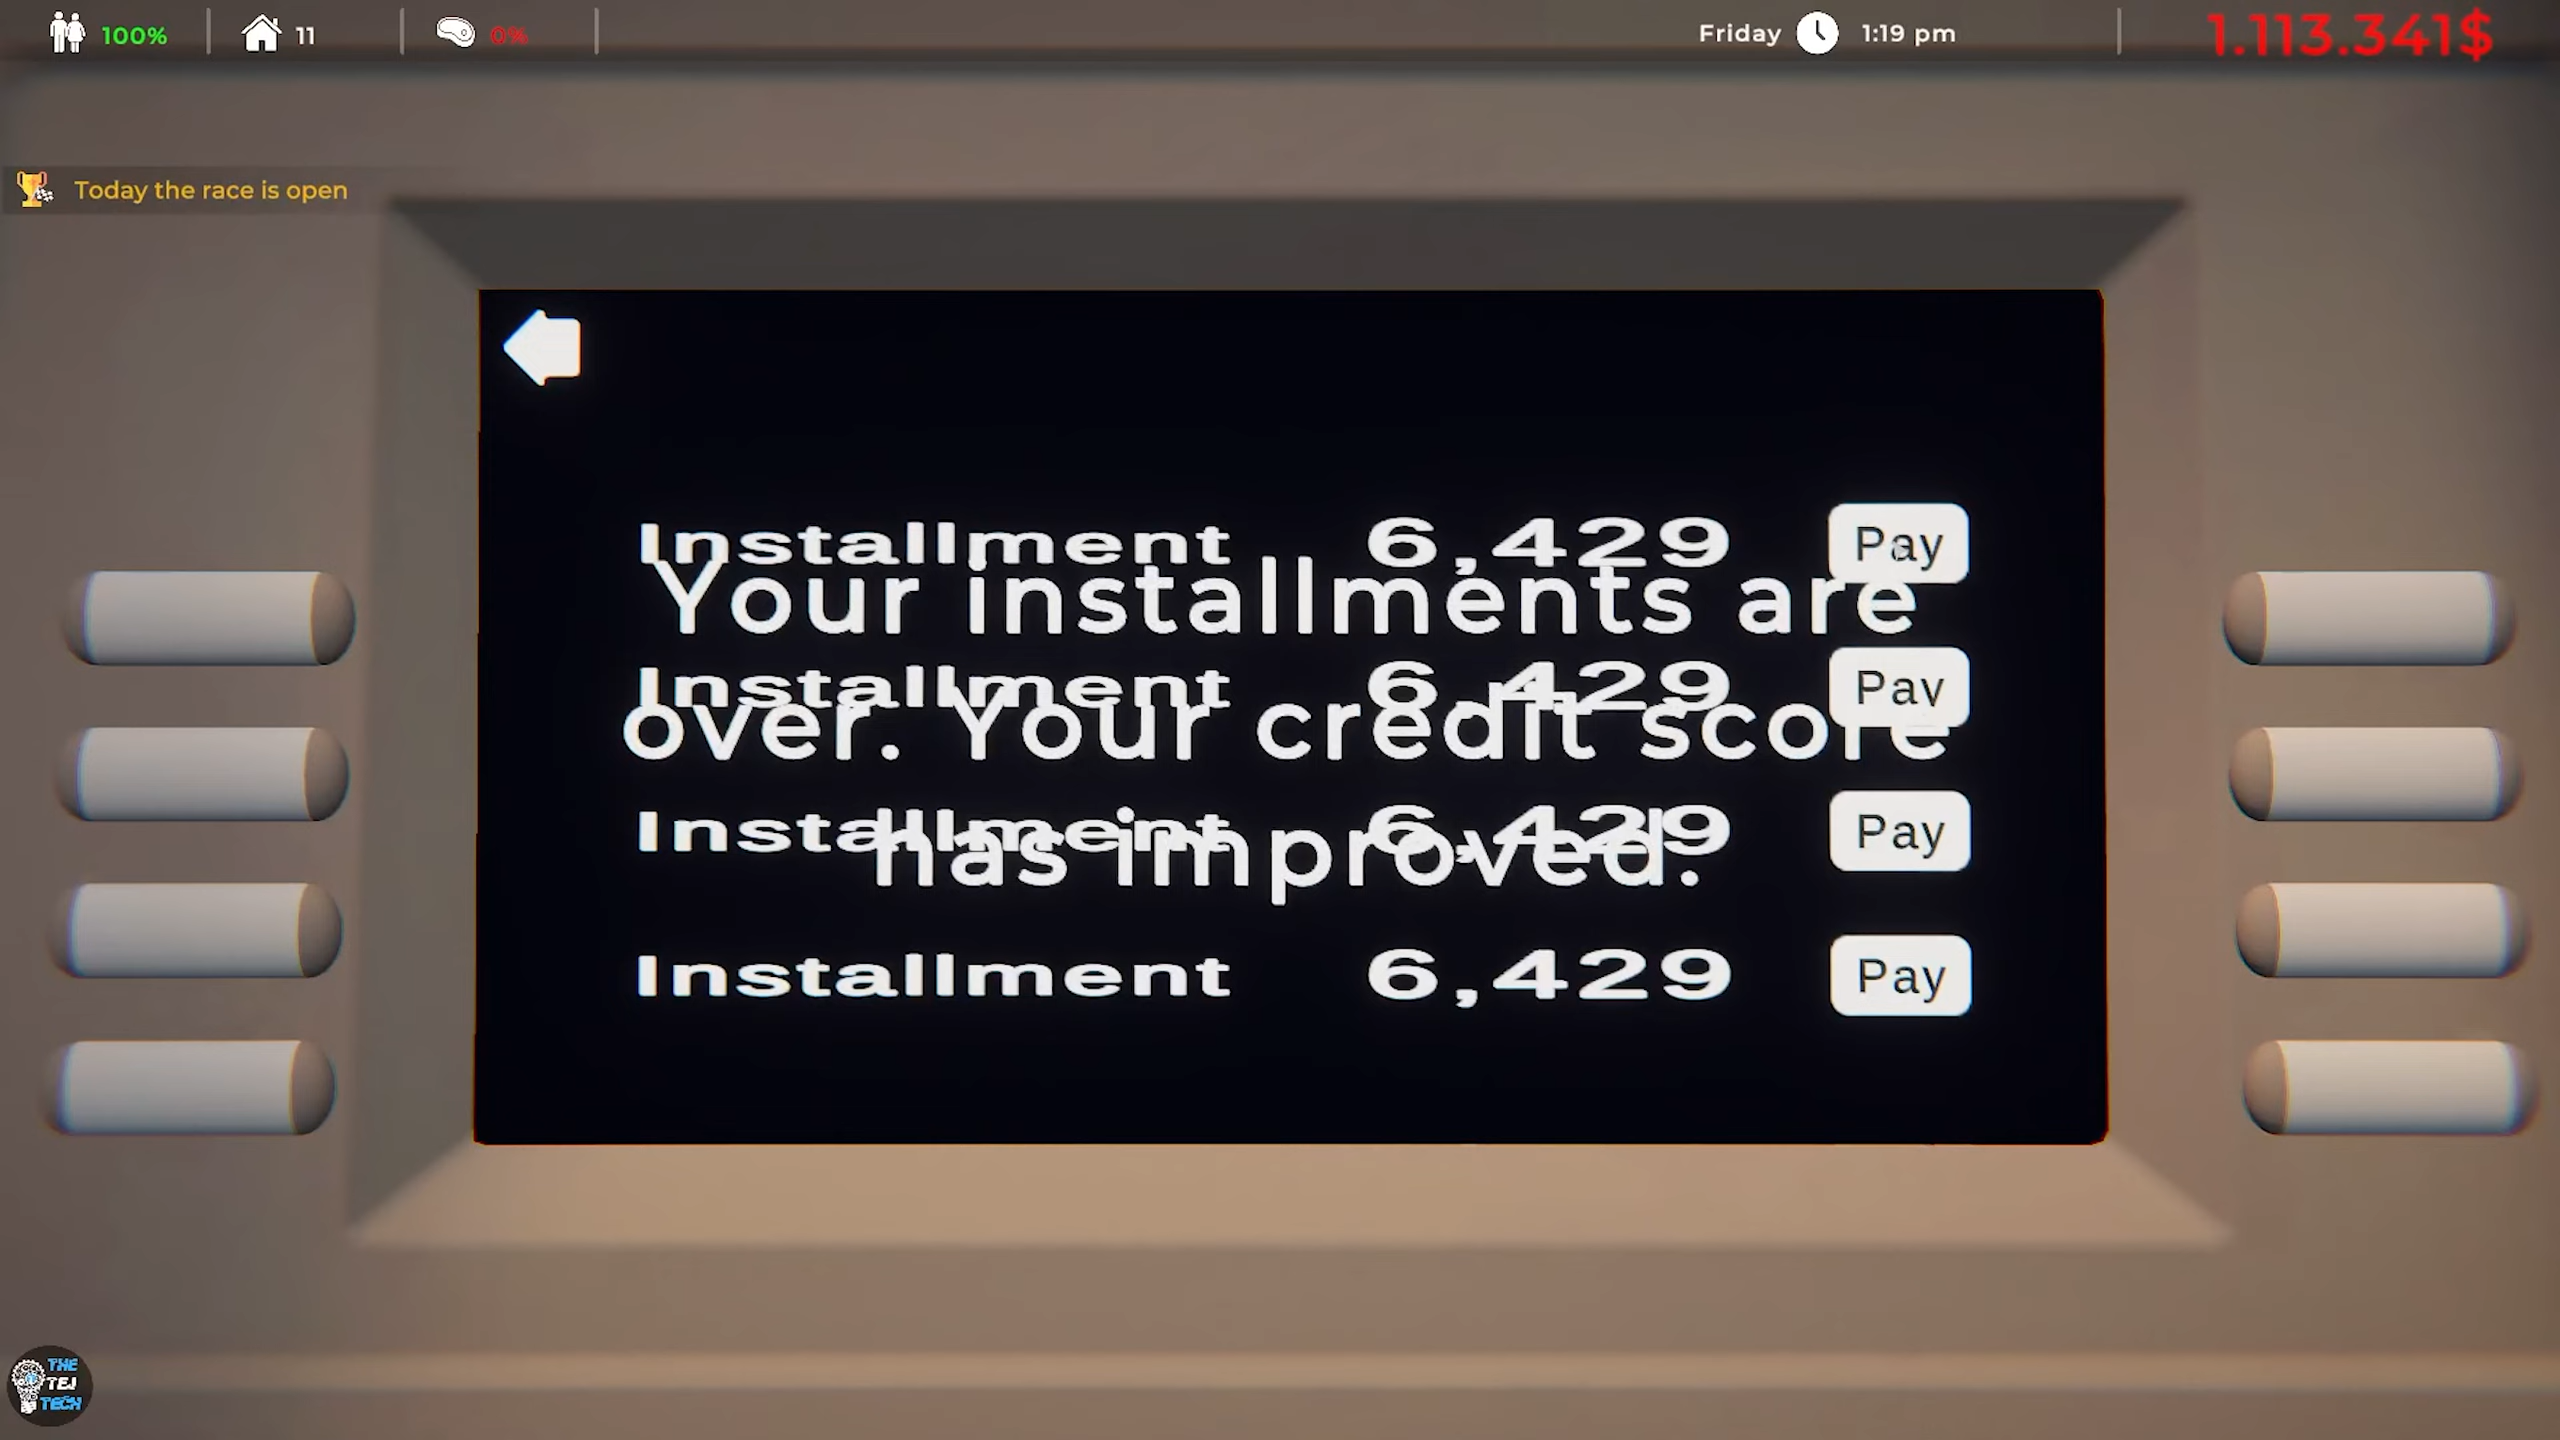 100%
11
0%
Friday
1:19 pm
1.113.341$
Today the race is open
Installment 6,429 Pay
Your installments are
Installment 6,429 Pay
over. Your credit score
Installment 6,429 Pay
has improved.
Installment 6,429 Pay
THE
TEJ
TECH